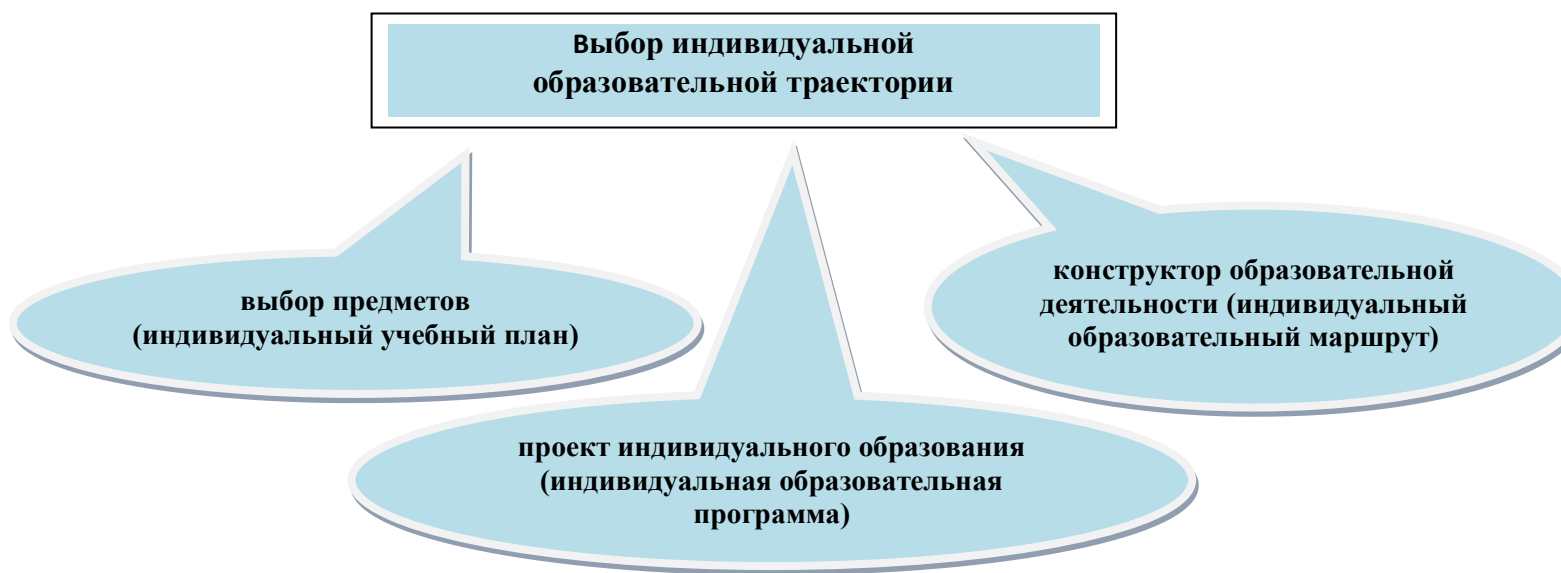 Выбор индивидуальной
образовательной траектории
выбор предметов
(индивидуальный учебный план)
конструктор образовательной
деятельности (индивидуальный
образовательный маршрут)
проект индивидуального образования
(индивидуальная образовательная
программа)